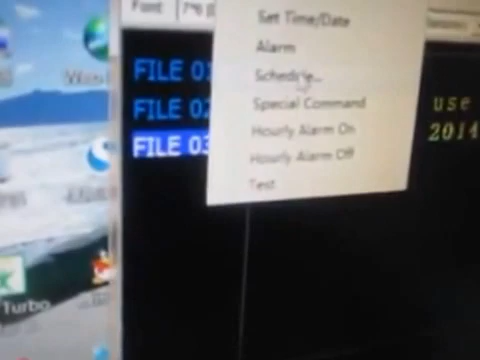 Font
Set Time/Date
Alarm
Schedule...
Special Command
Hourly Alarm On
Hourly Alarm Off
Test
FILE 01
FILE 02
FILE 03
use
2014
Turbo